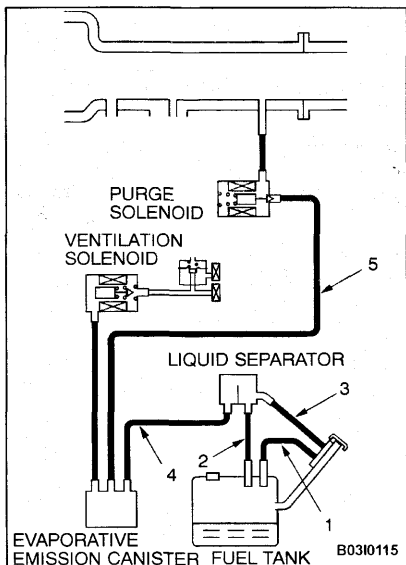 PURGE
SOLENOID
VENTILATION
SOLENOID
5
LIQUID SEPARATOR
3
2
4
1
EVAPORATIVE
EMISSION CANISTER
FUEL TANK
B03I0115